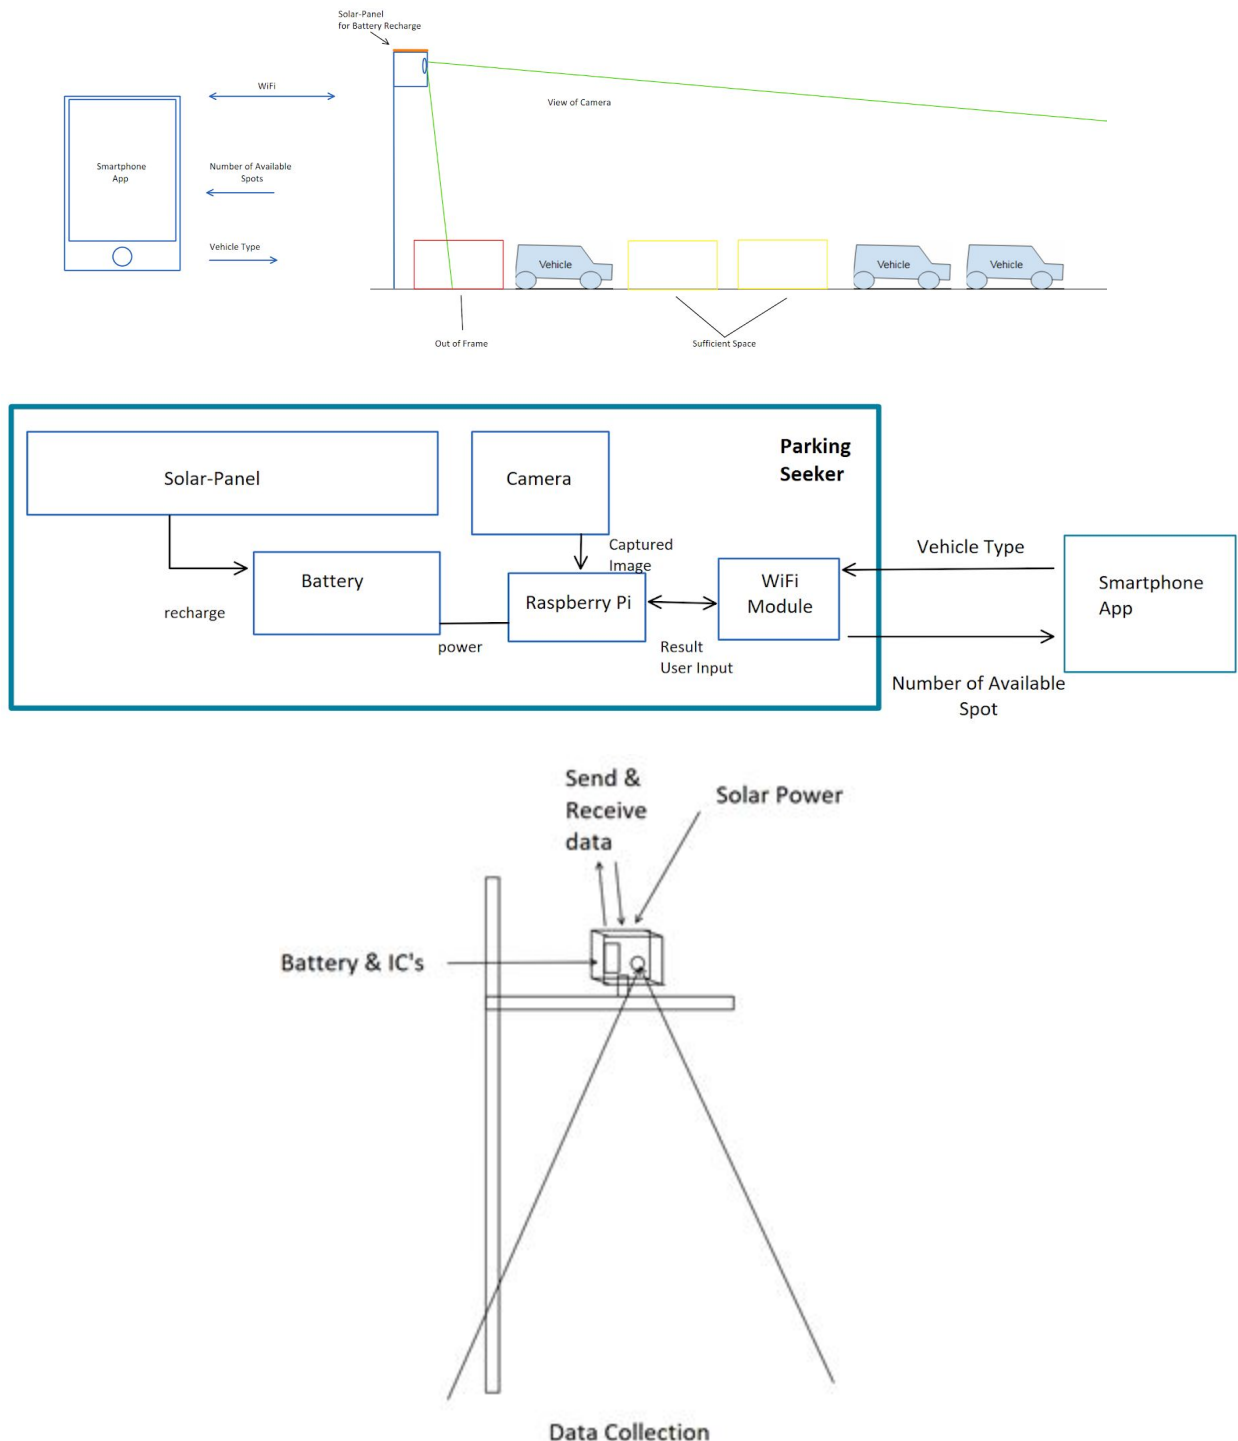 Solar-Panel
for Battery Recharge
WiFi
View of Camera
Smartphone
App
Number of Available
Spots
Vehicle Type
Vehicle
Vehicle
Vehicle
Out of Frame
Sufficient Space
Parking
Seeker
Solar-Panel
Camera
Captured
Image
Battery
recharge
power
Raspberry Pi
WiFi
Module
Result
User Input
Vehicle Type
Smartphone
App
Number of Available
Spot
Send &
Receive
data
Solar Power
Battery & IC's
Data Collection